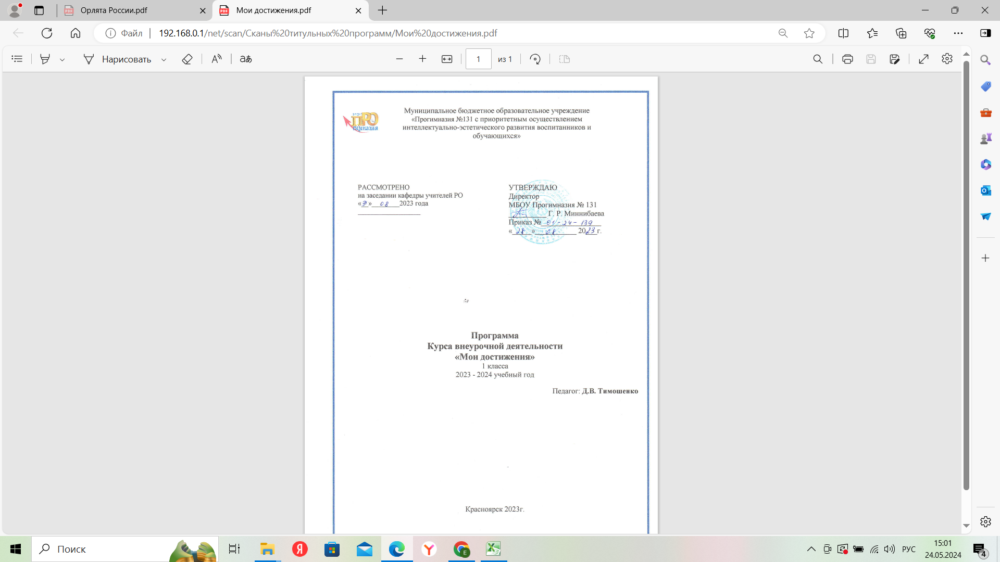 Орлята России.pdf
Мои достижения.pdf
Файл
192.168.0.1/net/scan/Сканы%20титульных%20программ/Мои%20достижения.pdf
Нарисовать
аあ
1
из 1
ПРО
гимназия
Муниципальное бюджетное образовательное учреждение
«Прогимназия №131 с приоритетным осуществлением
интеллектуально-эстетического развития воспитанников и
обучающихся»
РАССМОТРЕНО
на заседании кафедры учителей РО
«31» 08 2023 года
УТВЕРЖДАЮ
Директор
МБОУ Прогимназия № 131
Г. Р. Миннибаева
Приказ № 01-24-139
«28» 08 2023 г.
Программа
Курса внеурочной деятельности
«Мои достижения»
1 класса
2023 - 2024 учебный год
Педагог: Д.В. Тимошенко
Красноярск 2023г.
Поиск
РУС
15:01
24.05.2024
4